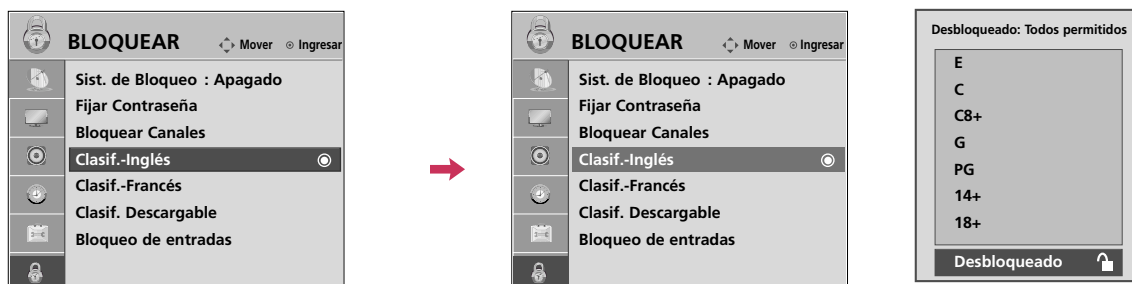 BLOQUEAR Mover Ingresar
Sist. de Bloqueo : Apagado
Fijar Contraseña
Bloquear Canales
Clasif.-Inglés
Clasif.-Francés
Clasif. Descargable
Bloqueo de entradas
BLOQUEAR Mover Ingresar
Sist. de Bloqueo : Apagado
Fijar Contraseña
Bloquear Canales
Clasif.-Inglés
Clasif.-Francés
Clasif. Descargable
Bloqueo de entradas
Desbloqueado: Todos permitidos
E
C
C8+
G
PG
14+
18+
Desbloqueado